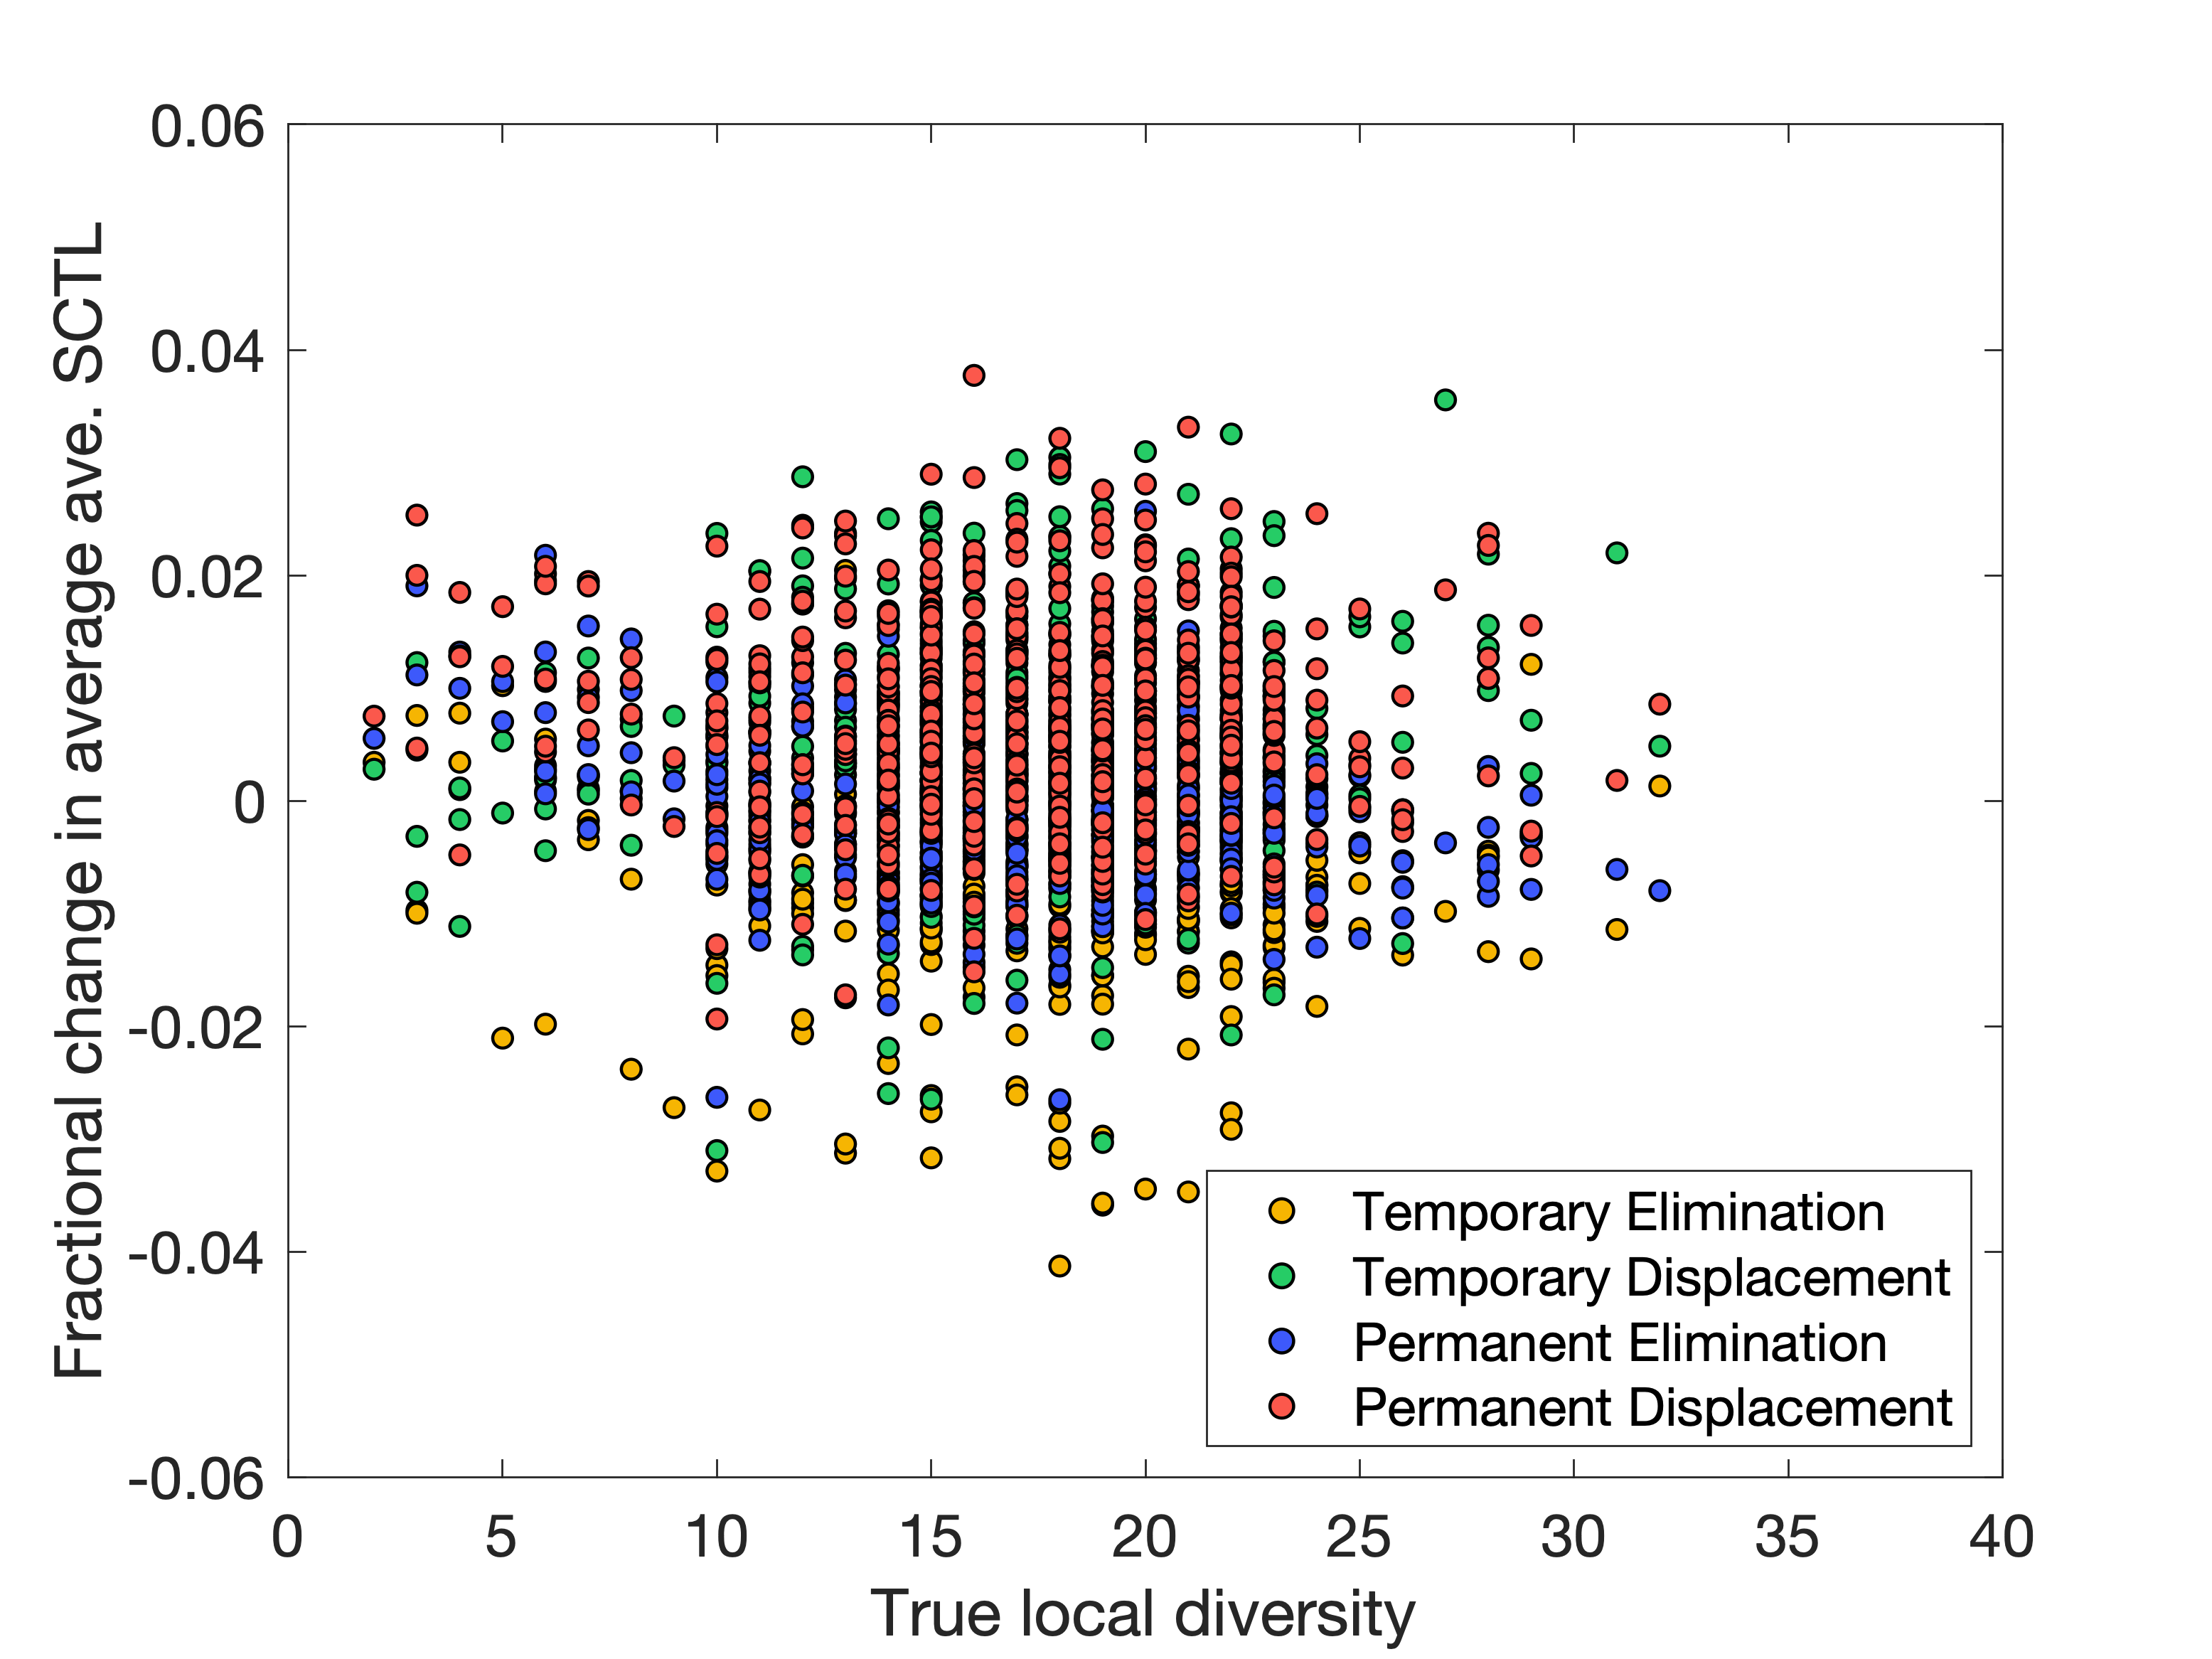 0.06
0.04
0.02
0
-0.02
-0.04
-0.06
Fractional change in average ave. SCTL
0
5
10
15
20
25
30
35
40
True local diversity
Temporary Elimination
Temporary Displacement
Permanent Elimination
Permanent Displacement